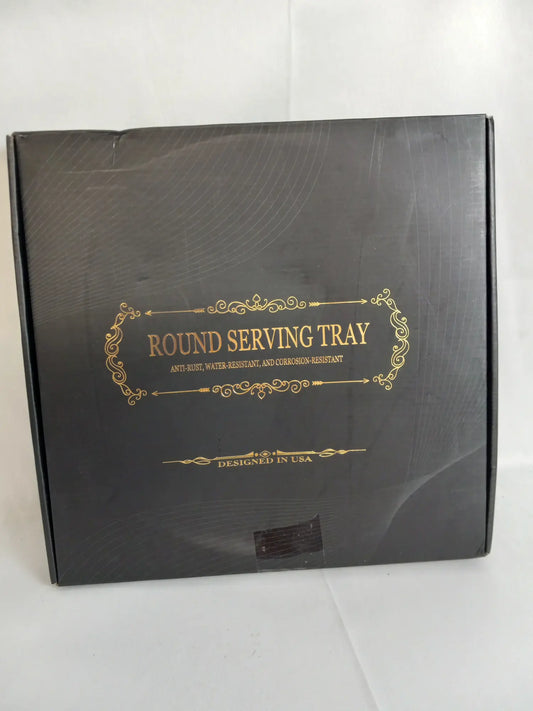 ROUND SERVING TRAY
ANTI-RUST, WATER-RESISTANT, AND CORROSION-RESISTANT
DESIGNED IN USA